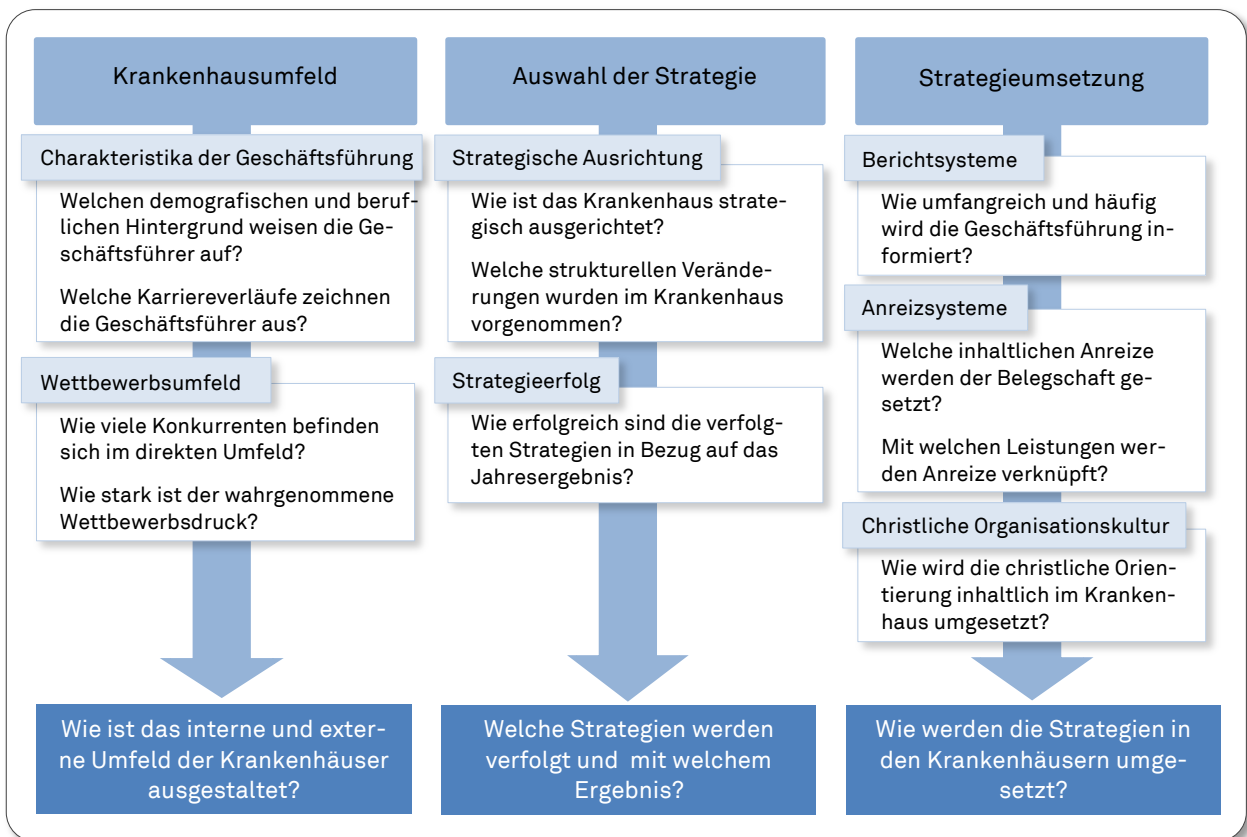 Krankenhausumfeld
Charakteristika der Geschäftsführung
Welchen demografischen und beruf-
lichen Hintergrund weisen die Ge-
schäftsführer auf?
Welche Karriereverläufe zeichnen
die Geschäftsführer aus?
Wettbewerbsumfeld
Wie viele Konkurrenten befinden
sich im direkten Umfeld?
Wie stark ist der wahrgenommene
Wettbewerbsdruck?
Wie ist das interne und exter-
ne Umfeld der Krankenhäuser
ausgestaltet?
Auswahl der Strategie
Strategische Ausrichtung
Wie ist das Krankenhaus strate-
gisch ausgerichtet?
Welche strukturellen Verände-
rungen wurden im Krankenhaus
vorgenommen?
Strategieerfolg
Wie erfolgreich sind die verfolg-
ten Strategien in Bezug auf das
Jahresergebnis?
Welche Strategien werden
verfolgt und mit welchem
Ergebnis?
Strategieumsetzung
Berichtsysteme
Wie umfangreich und häufig
wird die Geschäftsführung in-
formiert?
Anreizsysteme
Welche inhaltlichen Anreize
werden der Belegschaft ge-
setzt?
Mit welchen Leistungen wer-
den Anreize verknüpft?
Christliche Organisationskultur
Wie wird die christliche Orien-
tierung inhaltlich im Kranken-
haus umgesetzt?
Wie werden die Strategien in
den Krankenhäusern umge-
setzt?